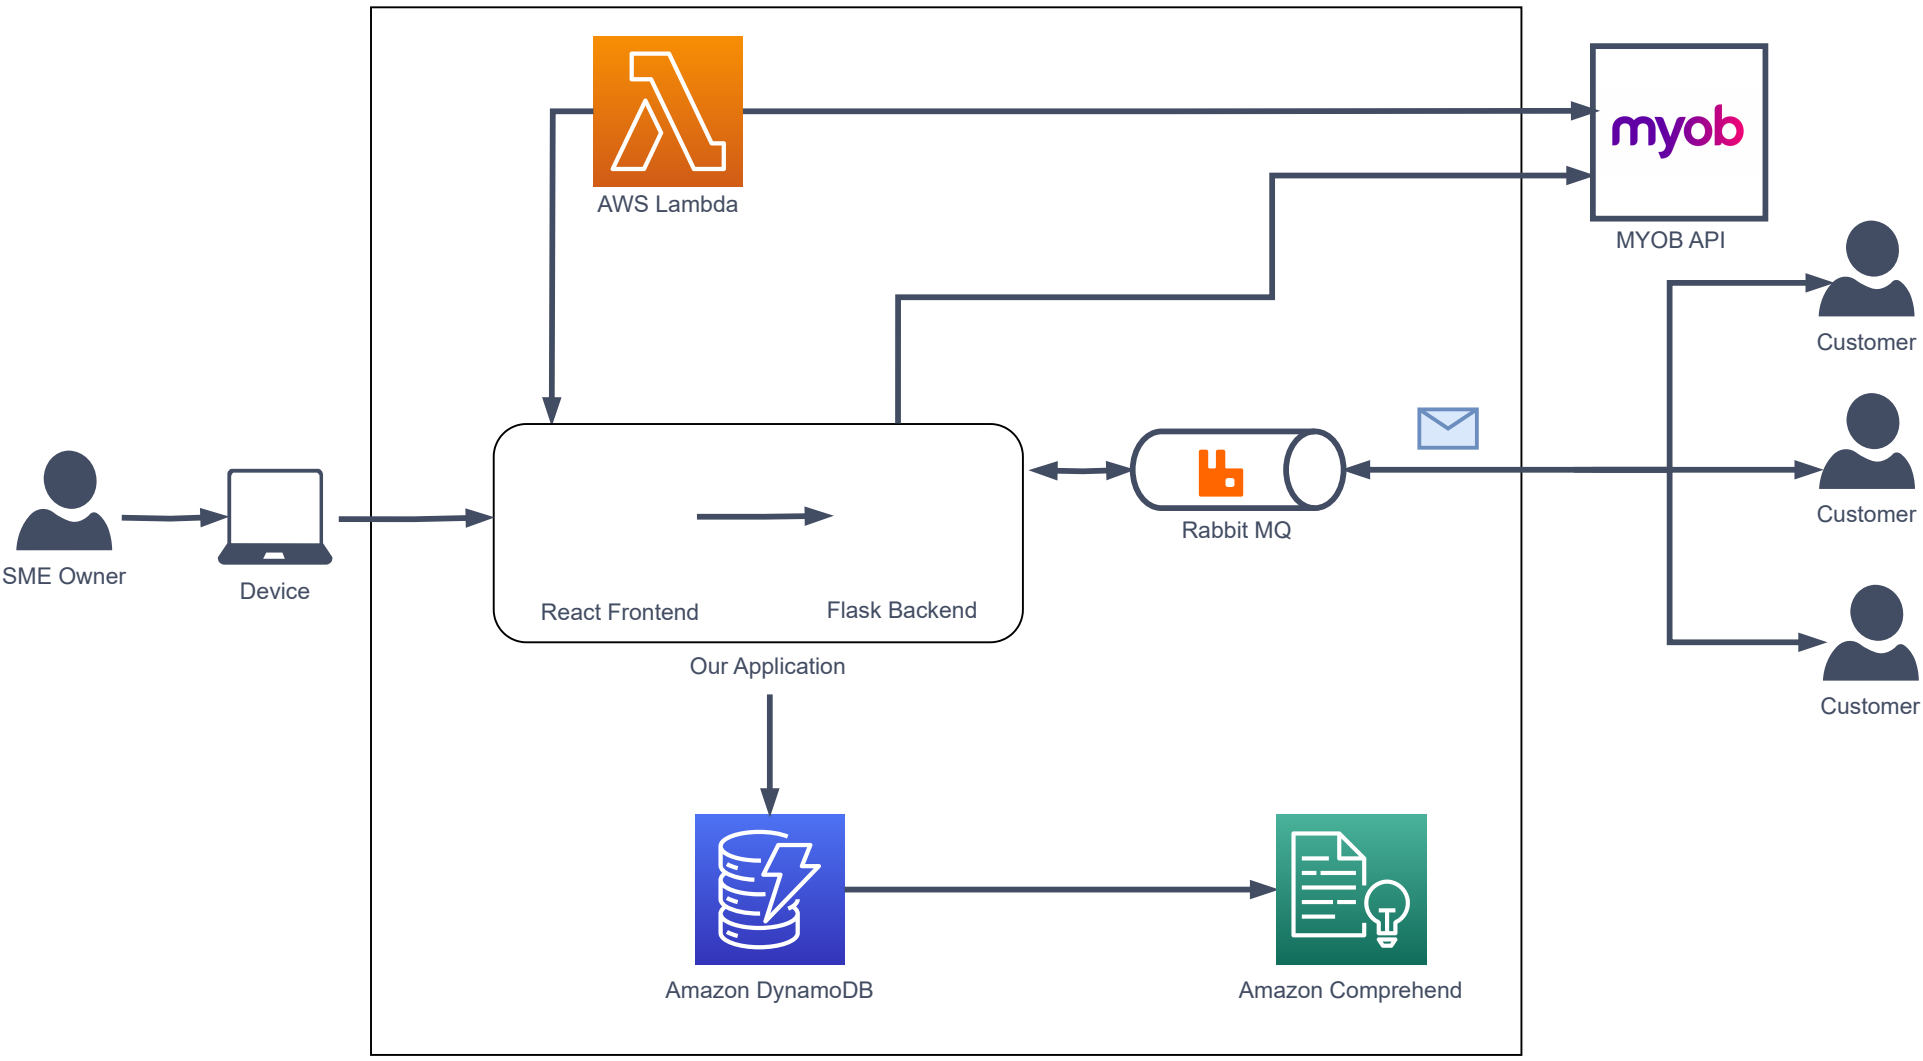 AWS Lambda
myob
MYOB API
Customer
Customer
Rabbit MQ
SME Owner
Device
React Frontend
Flask Backend
Our Application
Customer
Amazon DynamoDB
Amazon Comprehend